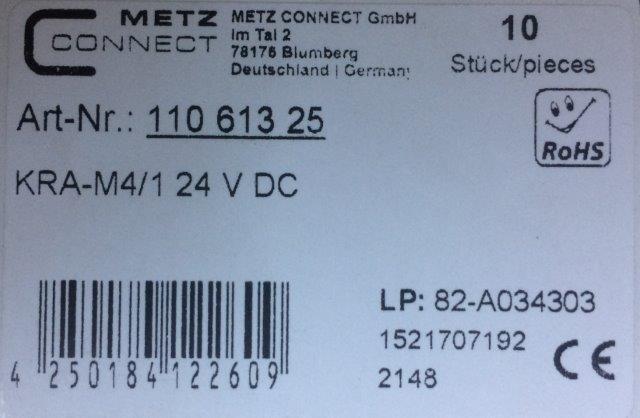 METZ CONNECT
METZ CONNECT GmbH
Im Tal 2
78176 Blumberg
Deutschland | Germany
10
Stück/pieces
Art-Nr.: 110 613 25
RoHS
KRA-M4/1 24 V DC
LP: 82-A034303
1521707192
2148
CE
4 250184 122609